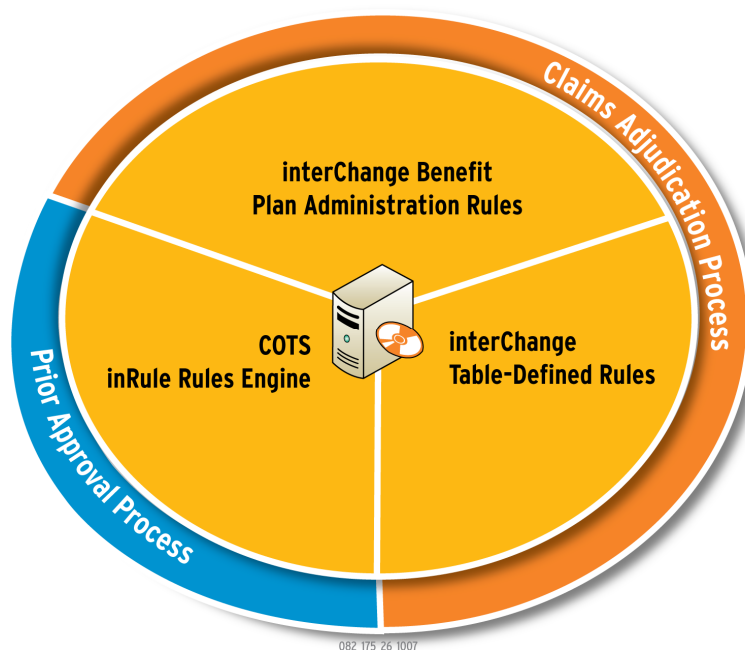 Claims Adjudication Process
interChange Benefit
Plan Administration Rules
COTS
inRule Rules Engine
interChange
Table-Defined Rules
Prior Approval Process
082 175 26 1007